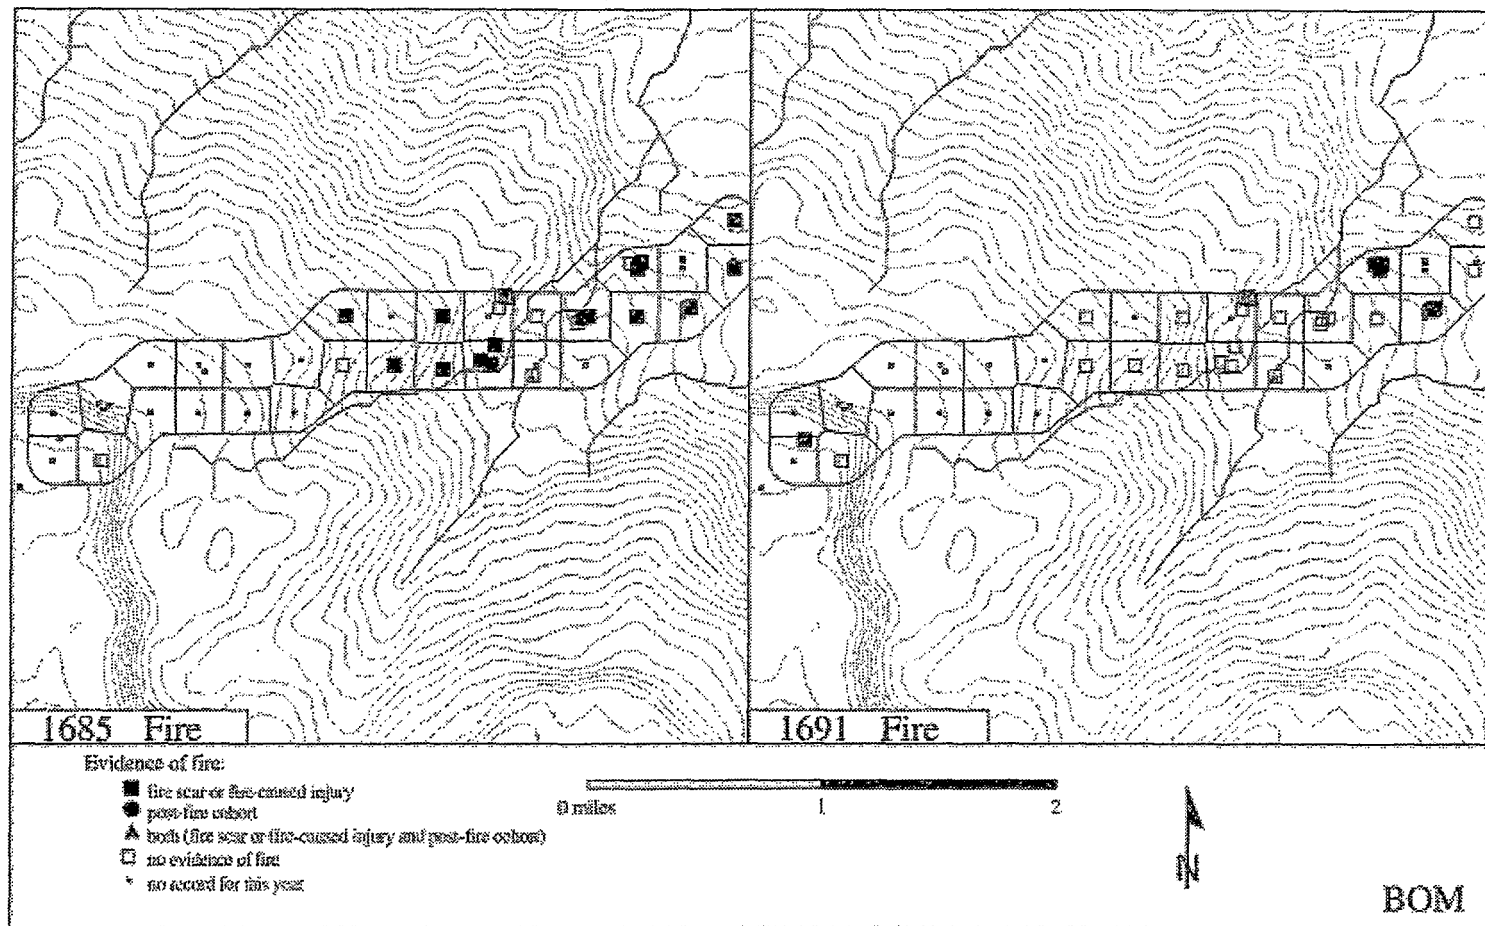 1685 Fire
1691 Fire
Evidence of fire:
fire scar or fire-caused injury
post-fire cohort
both (fire scar or fire-caused injury and post-fire cohort)
no evidence of fire
no record for this year
0 miles 1 2
N
BOM